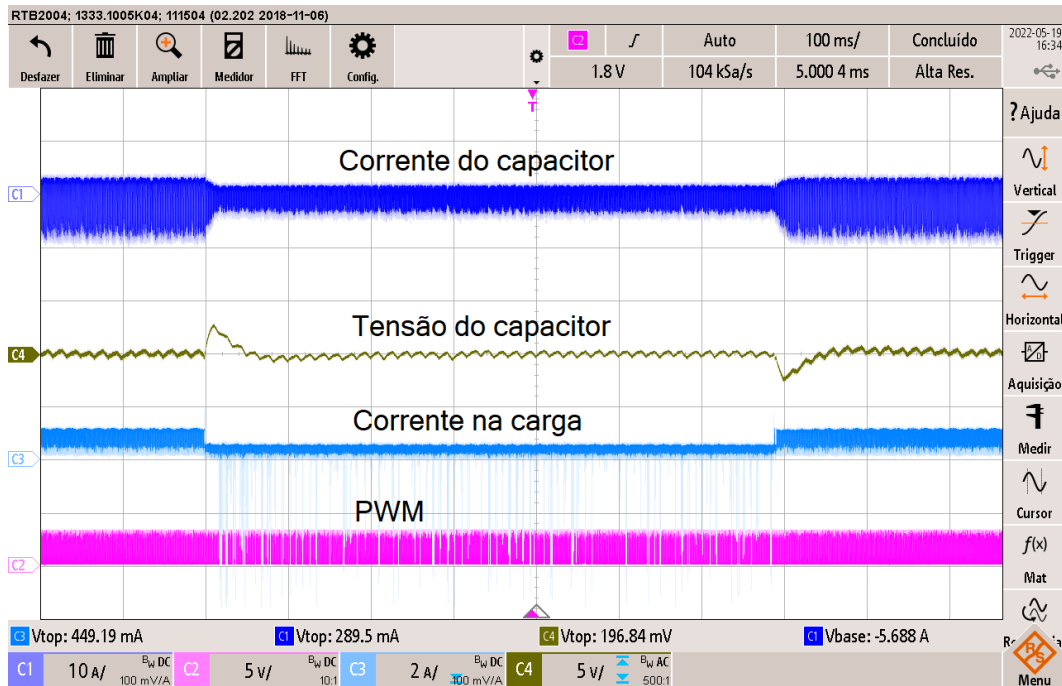 RTB2004; 1333.1005K04; 111504 (02.202 2018-11-06)
Desfazer Eliminar Ampliar Medidor FFT Config.
C2 Auto 100 ms/ Concluído
1.8 V 104 kSa/s 5.000 4 ms Alta Res.
2022-05-19
16:34
T
? Ajuda
Corrente do capacitor
C1
Vertical
Trigger
Tensão do capacitor
Horizontal
C4
Aquisição
Corrente na carga
C3
Medir
PWM
Cursor
C2
f(x)
Mat
C3 Vtop: 449.19 mA C1 Vtop: 289.5 mA C4 Vtop: 196.84 mV C1 Vbase: -5.688 A
C1 10 A/ BW DC 100 mV/A C2 5 V/ BW DC 10:1 C3 2 A/ BW DC 100 mV/A C4 5 V/ BW AC 500:1
R&S
Menu